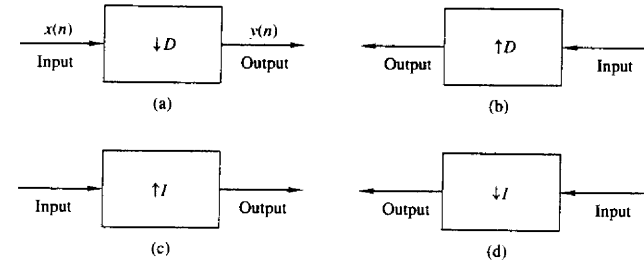 x(n) ↓D y(n)
Input Output
(a)
↑D
Output Input
(b)
↑I
Input Output
(c)
↓I
Output Input
(d)